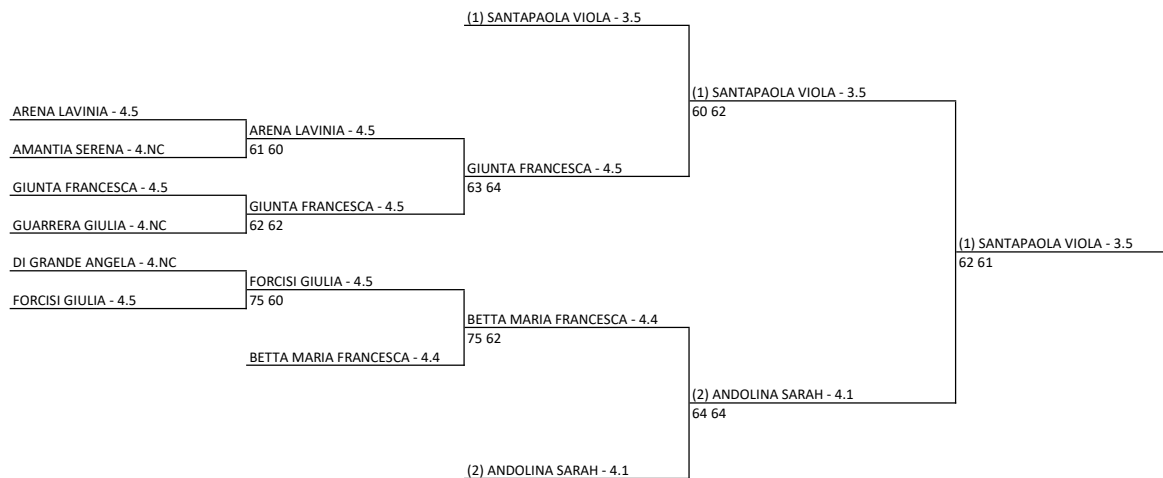 (1) SANTAPAOLA VIOLA - 3.5
(1) SANTAPAOLA VIOLA - 3.5
ARENA LAVINIA - 4.5
60 62
ARENA LAVINIA - 4.5
AMANTIA SERENA - 4.NC
61 60
GIUNTA FRANCESCA - 4.5
GIUNTA FRANCESCA - 4.5
63 64
GIUNTA FRANCESCA - 4.5
GUARRERA GIULIA - 4.NC
62 62
(1) SANTAPAOLA VIOLA - 3.5
DI GRANDE ANGELA - 4.NC
62 61
FORCISI GIULIA - 4.5
FORCISI GIULIA - 4.5
75 60
BETTA MARIA FRANCESCA - 4.4
75 62
BETTA MARIA FRANCESCA - 4.4
(2) ANDOLINA SARAH - 4.1
64 64
(2) ANDOLINA SARAH - 4.1